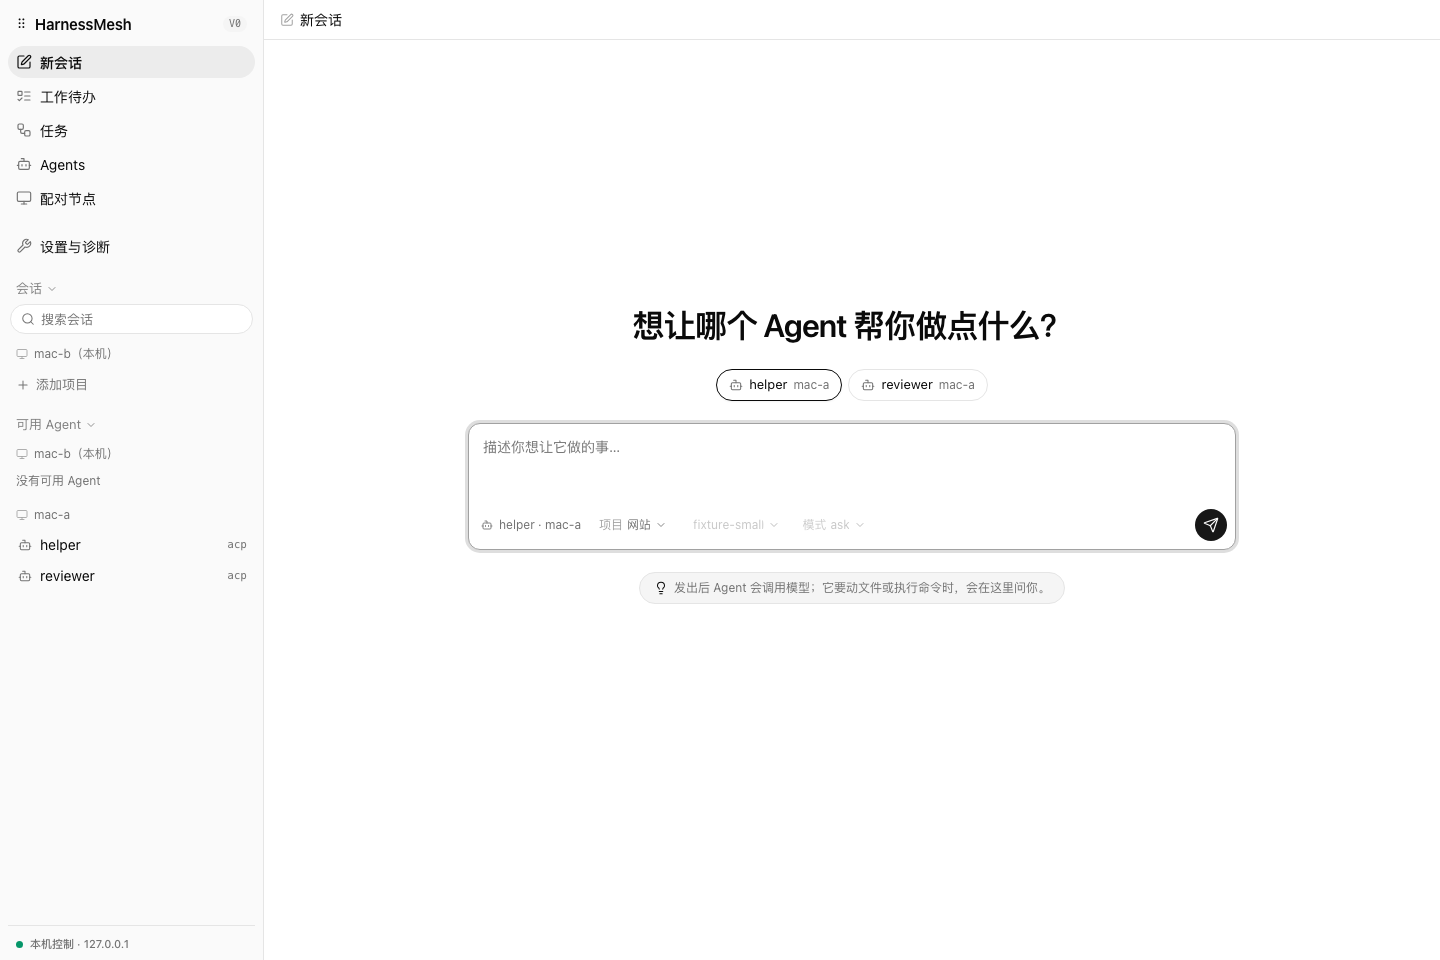 HarnessMesh
V0
新会话
工作待办
任务
Agents
配对节点
设置与诊断
会话
搜索会话
mac-b（本机）
添加项目
可用 Agent
mac-b（本机）
没有可用 Agent
mac-a
helper acp
reviewer acp
本机控制 · 127.0.0.1
新会话
想让哪个 Agent 帮你做点什么?
helper mac-a
reviewer mac-a
描述你想让它做的事...
helper · mac-a 项目 网站 fixture-small 模式 ask
发出后 Agent 会调用模型；它要动文件或执行命令时，会在这里问你。